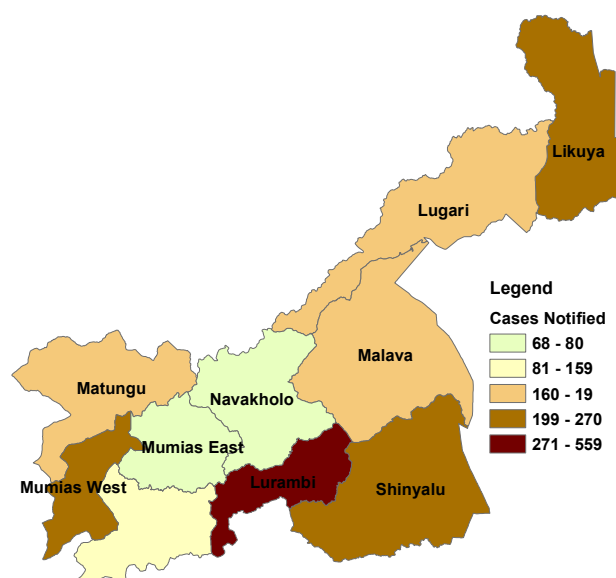 Likuya
Lugari
Legend
Cases Notified
68 - 80
81 - 159
160 - 19
199 - 270
271 - 559
Malava
Matungu
Navakholo
Mumias East
Mumias West
Lurambi
Shinyalu